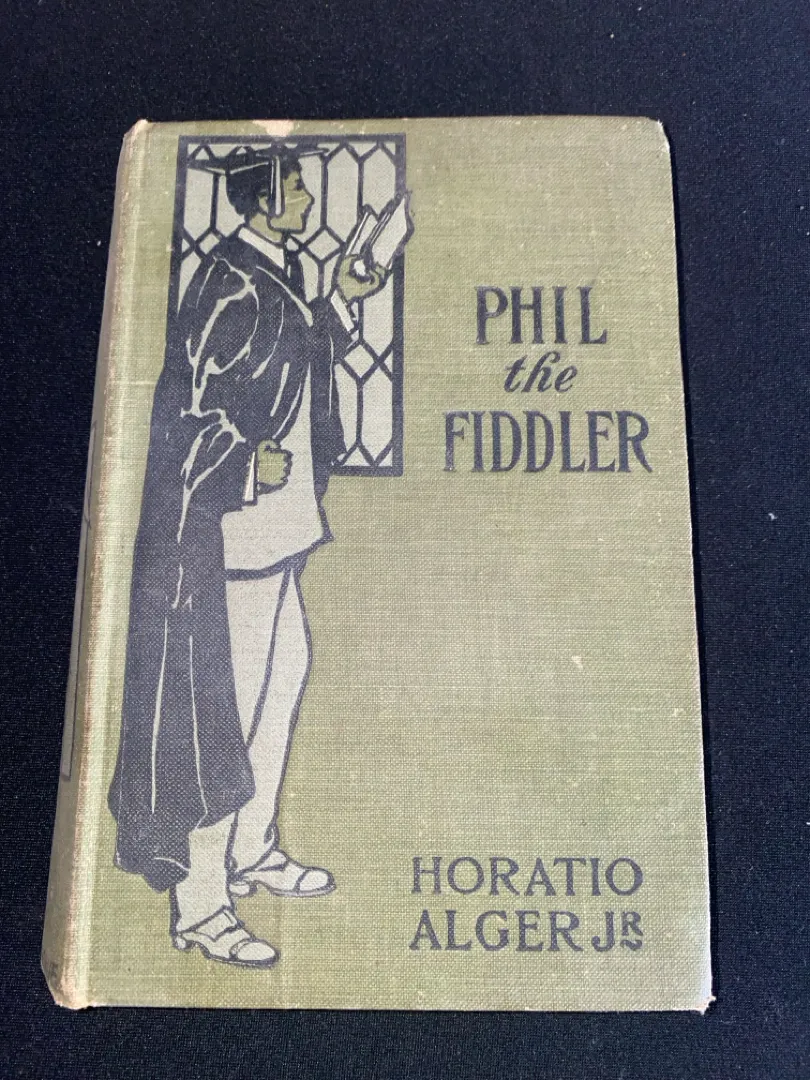 PHIL
the
FIDDLER
HORATIO
ALGER JR